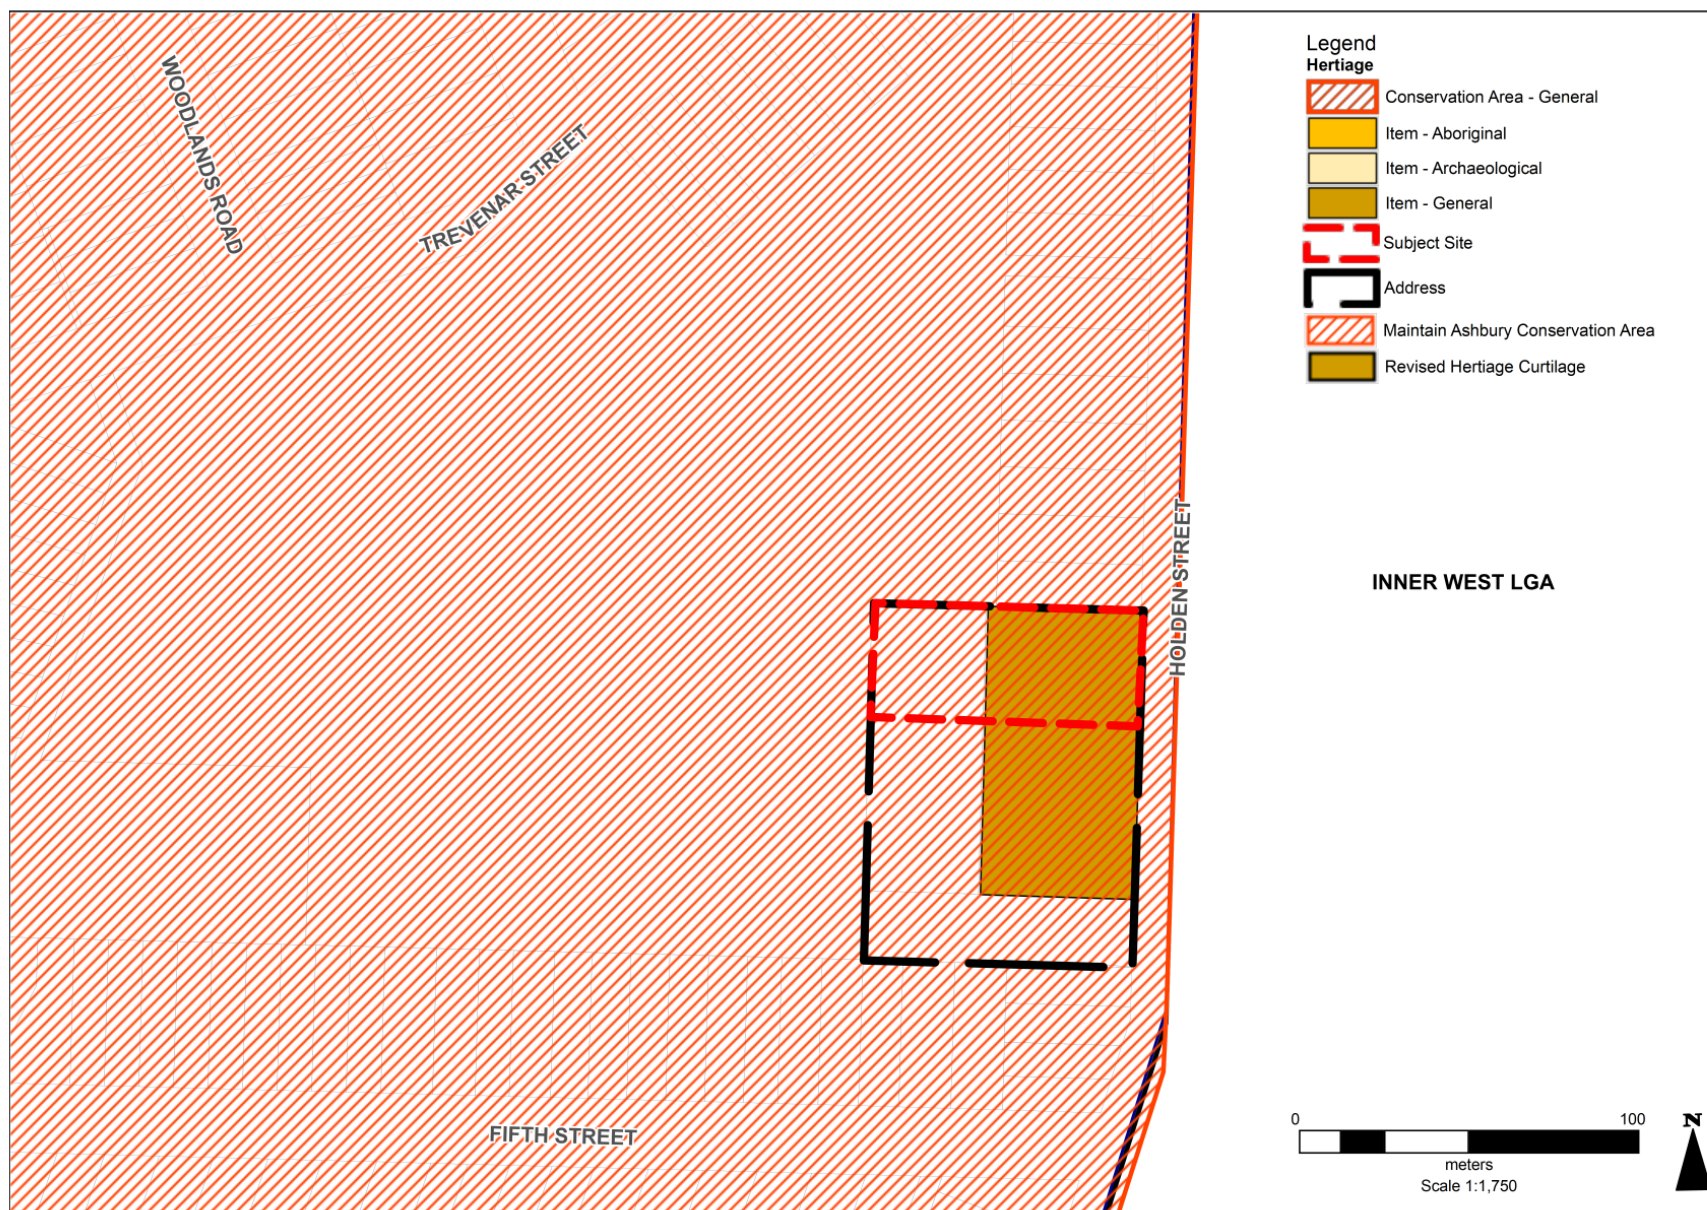 Legend
Hertiage
Conservation Area - General
Item - Aboriginal
Item - Archaeological
Item - General
Subject Site
Address
Maintain Ashbury Conservation Area
Revised Hertiage Curtilage
WOODLANDS ROAD
TREVENAR STREET
HOLDEN STREET
INNER WEST LGA
FIFTH STREET
0 100
meters
Scale 1:1,750
N